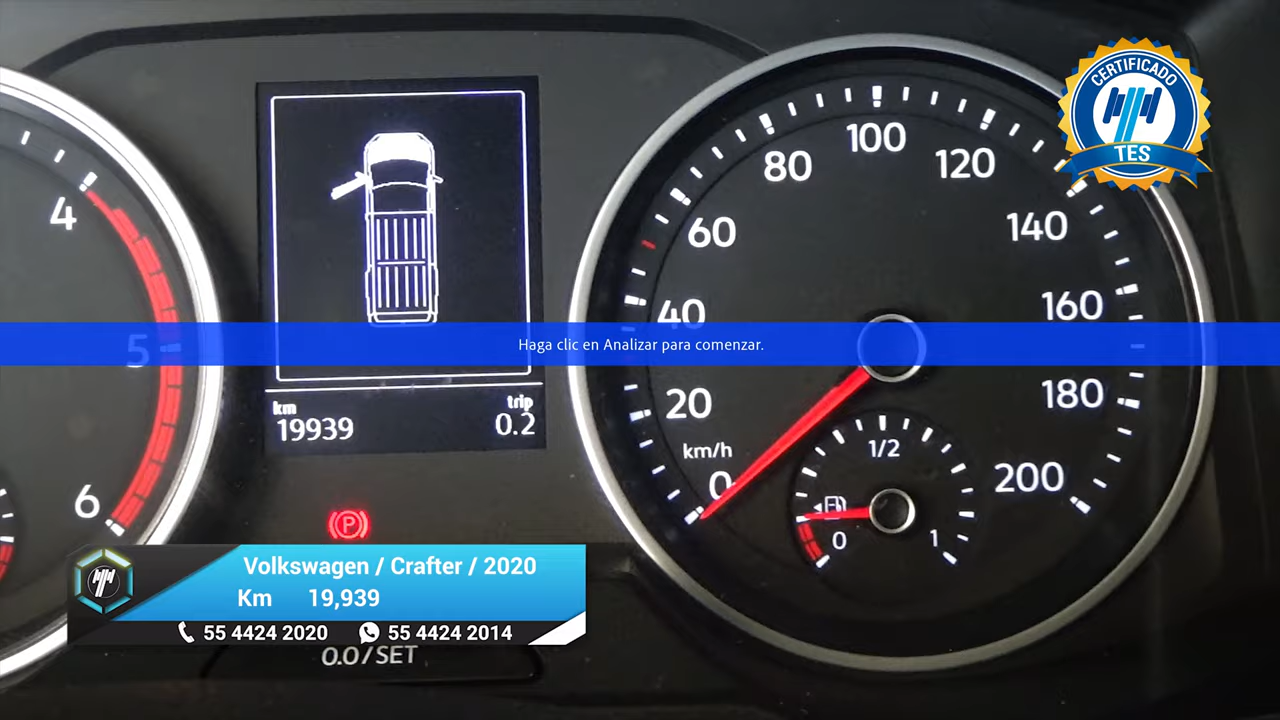 CERTIFICADO
TES
4
5
6
km
trip
19939
0.2
P
0
20
40
60
80
100
120
140
160
180
200
km/h
1/2
0
1
Haga clic en Analizar para comenzar.
Volkswagen / Crafter / 2020
Km 19,939
55 4424 2020 55 4424 2014
0.0/SET